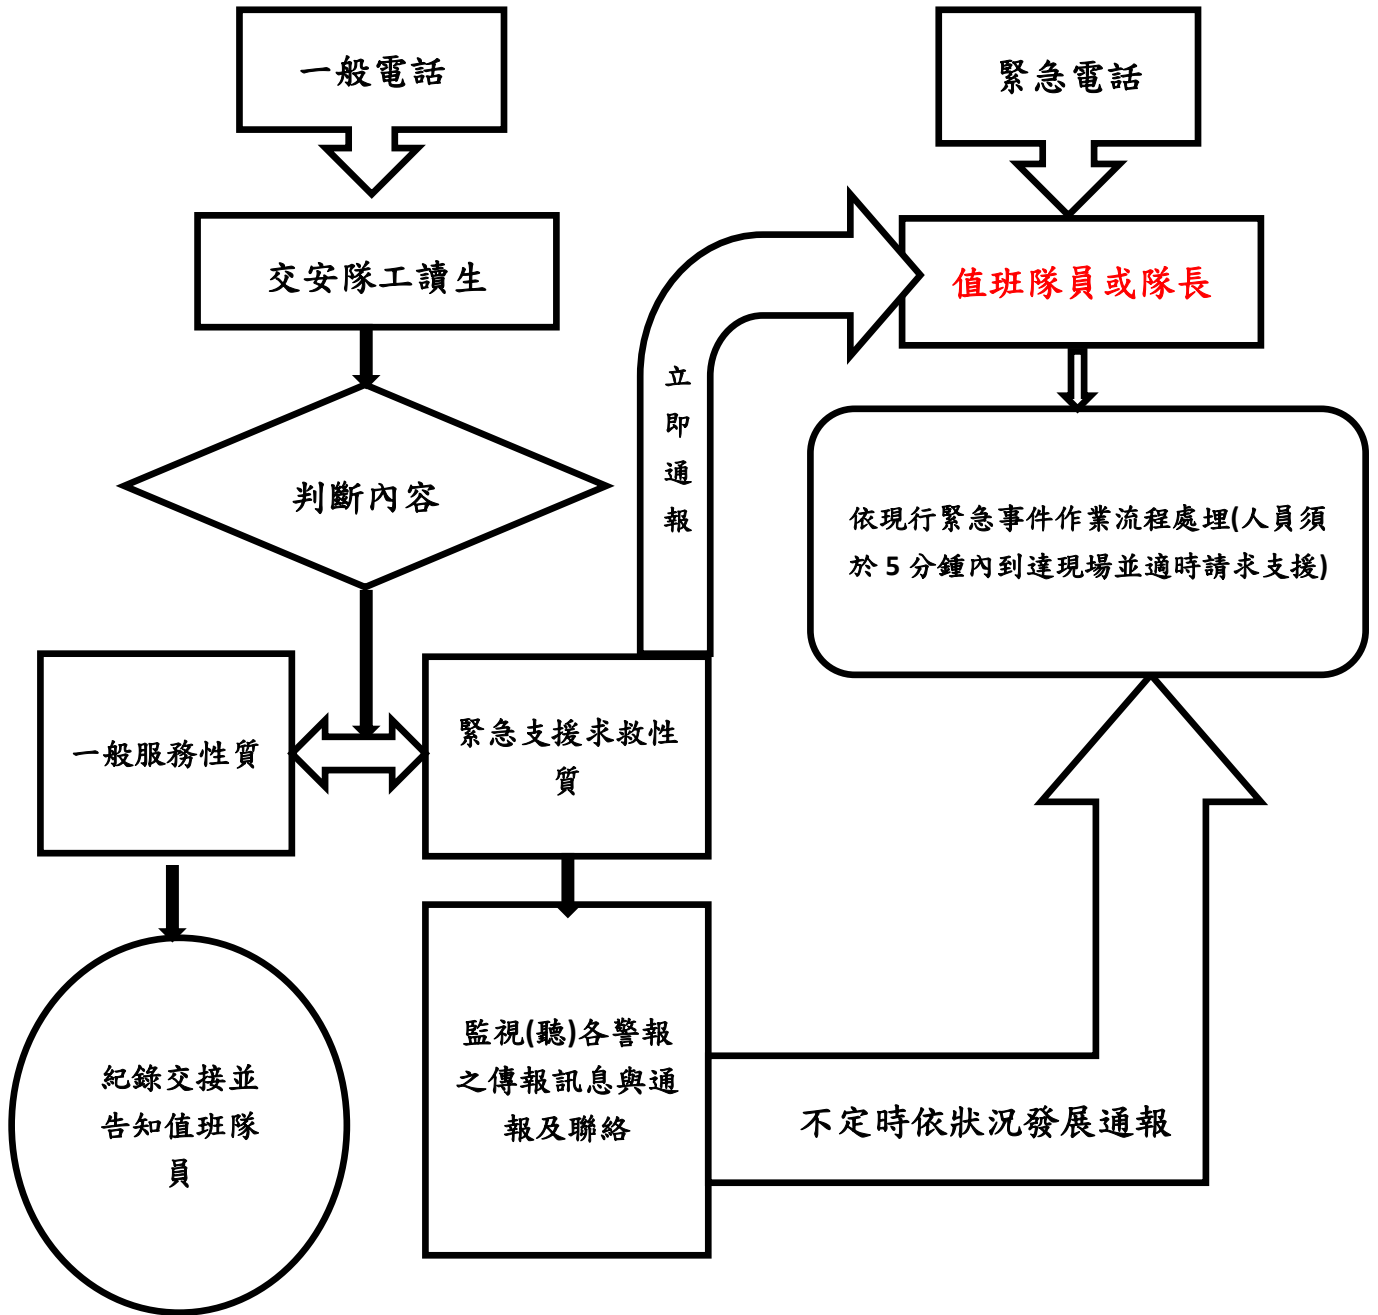 一般電話
緊急電話
交安隊工讀生
值班隊員或隊長
立
即
通
報
判斷內容
依現行緊急事件作業流程處理(人員須
於 5 分鐘內到達現場並適時請求支援)
一般服務性質
緊急支援求救性
質
監視(聽)各警報
之傳報訊息與通
報及聯絡
不定時依狀況發展通報
紀錄交接並
告知值班隊
員